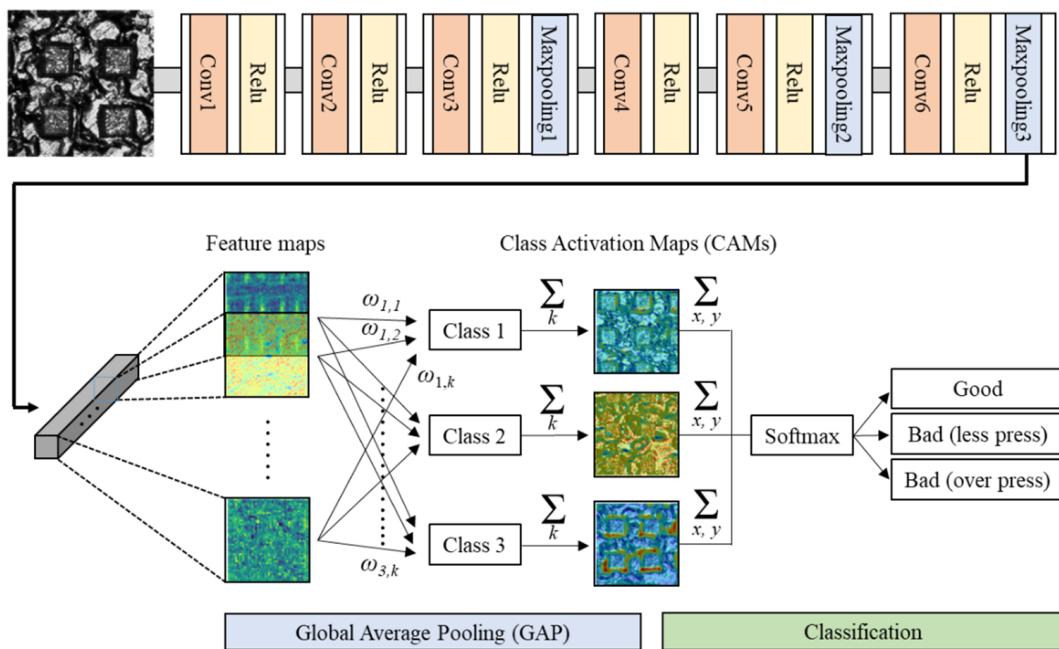 Conv1
Relu
Conv2
Relu
Conv3
Relu
Maxpooling1
Conv4
Relu
Conv5
Relu
Maxpooling2
Conv6
Relu
Maxpooling3
Feature maps
Class Activation Maps (CAMs)
ω1,1
ω1,2
ω1,k
ω3,k
Class 1
∑
k
∑
x, y
Class 2
∑
k
∑
x, y
Class 3
∑
k
∑
x, y
Softmax
Good
Bad (less press)
Bad (over press)
Global Average Pooling (GAP)
Classification